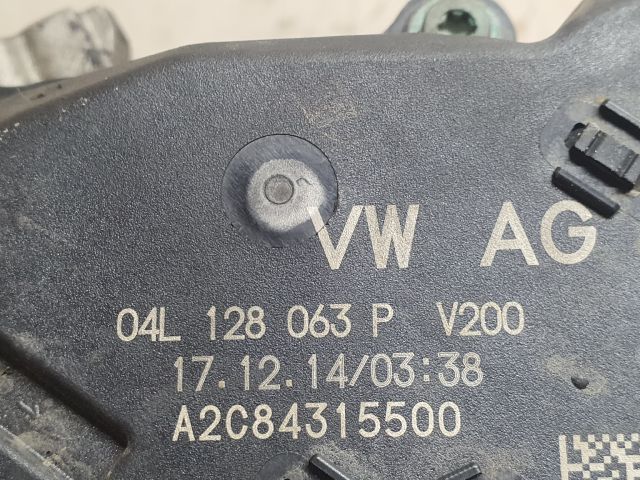 VW AG
04L 128 063 P V200
17.12.14/03:38
A2C84315500